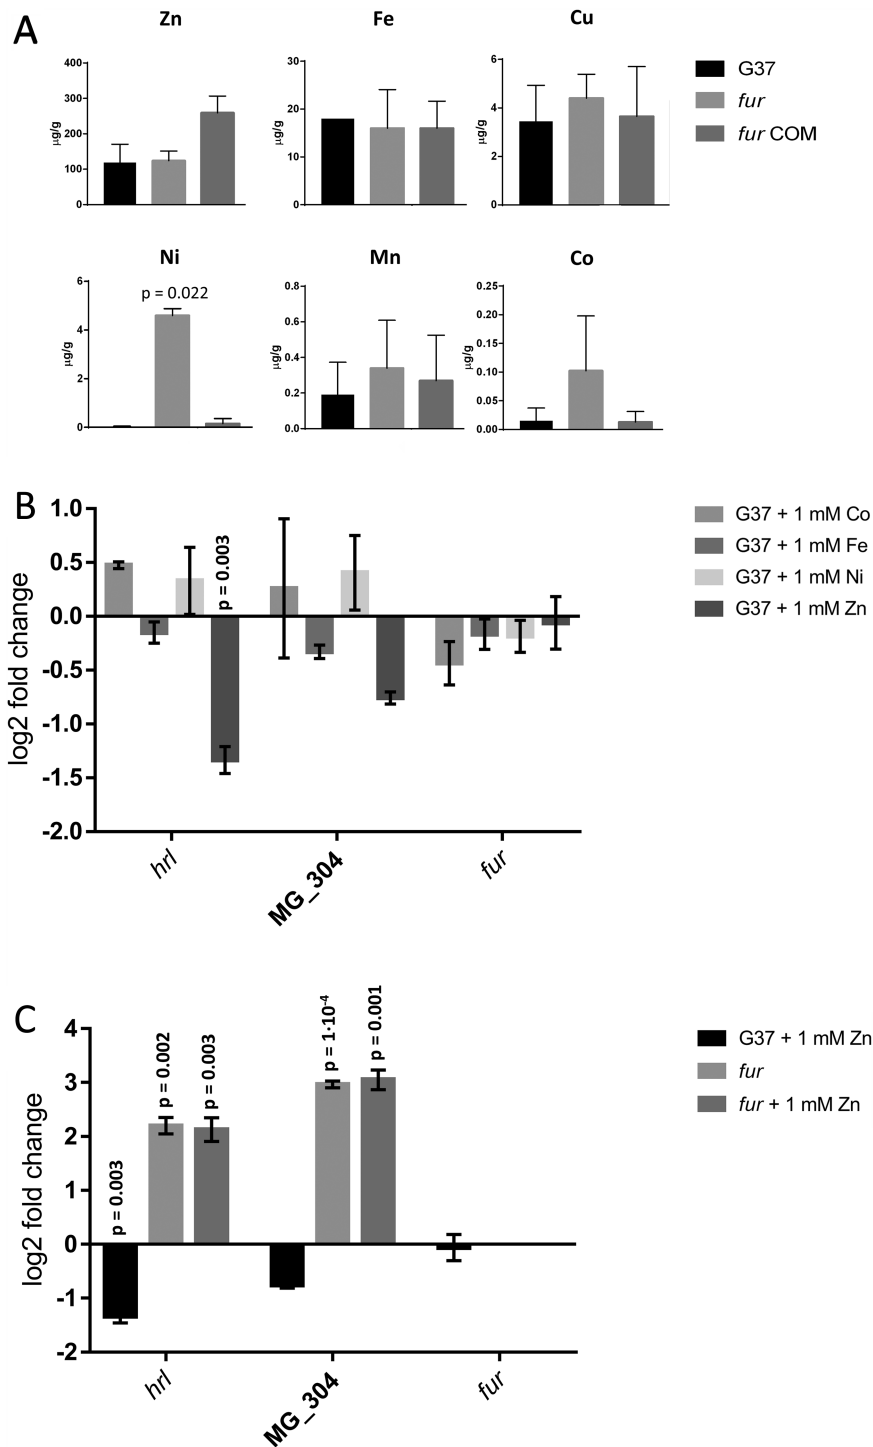 A
Zn
Fe
Cu
400
300
200
100
0
µg/g
30
20
10
0
µg/g
6
4
2
0
µg/g
G37
fur
fur COM
Ni
Mn
Co
p = 0.022
6
4
2
0
µg/g
0.8
0.6
0.4
0.2
0.0
µg/g
0.25
0.20
0.15
0.10
0.05
0.00
µg/g
B
1.0
0.5
0.0
-0.5
-1.0
-1.5
-2.0
log2 fold change
p = 0.003
hrl
MG_304
fur
G37 + 1 mM Co
G37 + 1 mM Fe
G37 + 1 mM Ni
G37 + 1 mM Zn
C
4
3
2
1
0
-1
-2
log2 fold change
p = 0.003
p = 0.002
p = 0.003
p = 1·10⁻⁴
p = 0.001
hrl
MG_304
fur
G37 + 1 mM Zn
fur
fur + 1 mM Zn